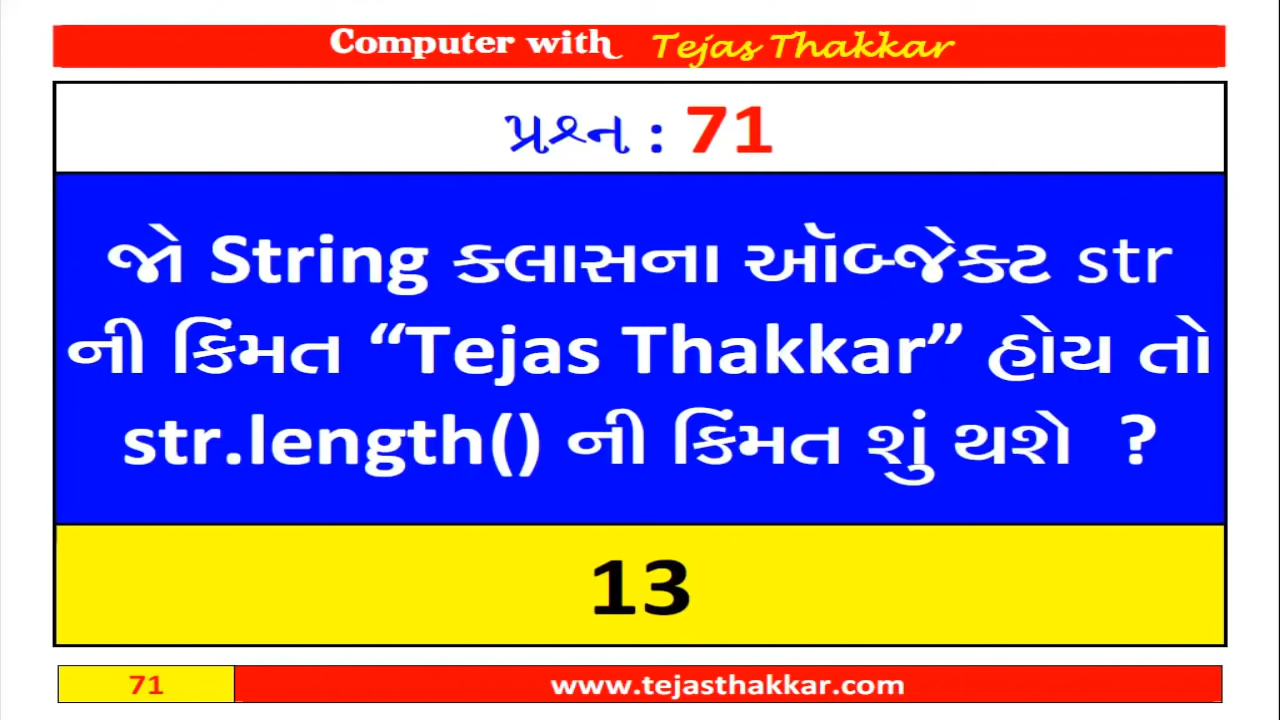 Computer with Tejas Thakkar
પ્રશ્ન : 71
જો String ક્લાસના ઑબ્જેક્ટ str
ની કિંમત “Tejas Thakkar” હોય તો
str.length() ની કિંમત શું થશે ?
13
71 www.tejasthakkar.com